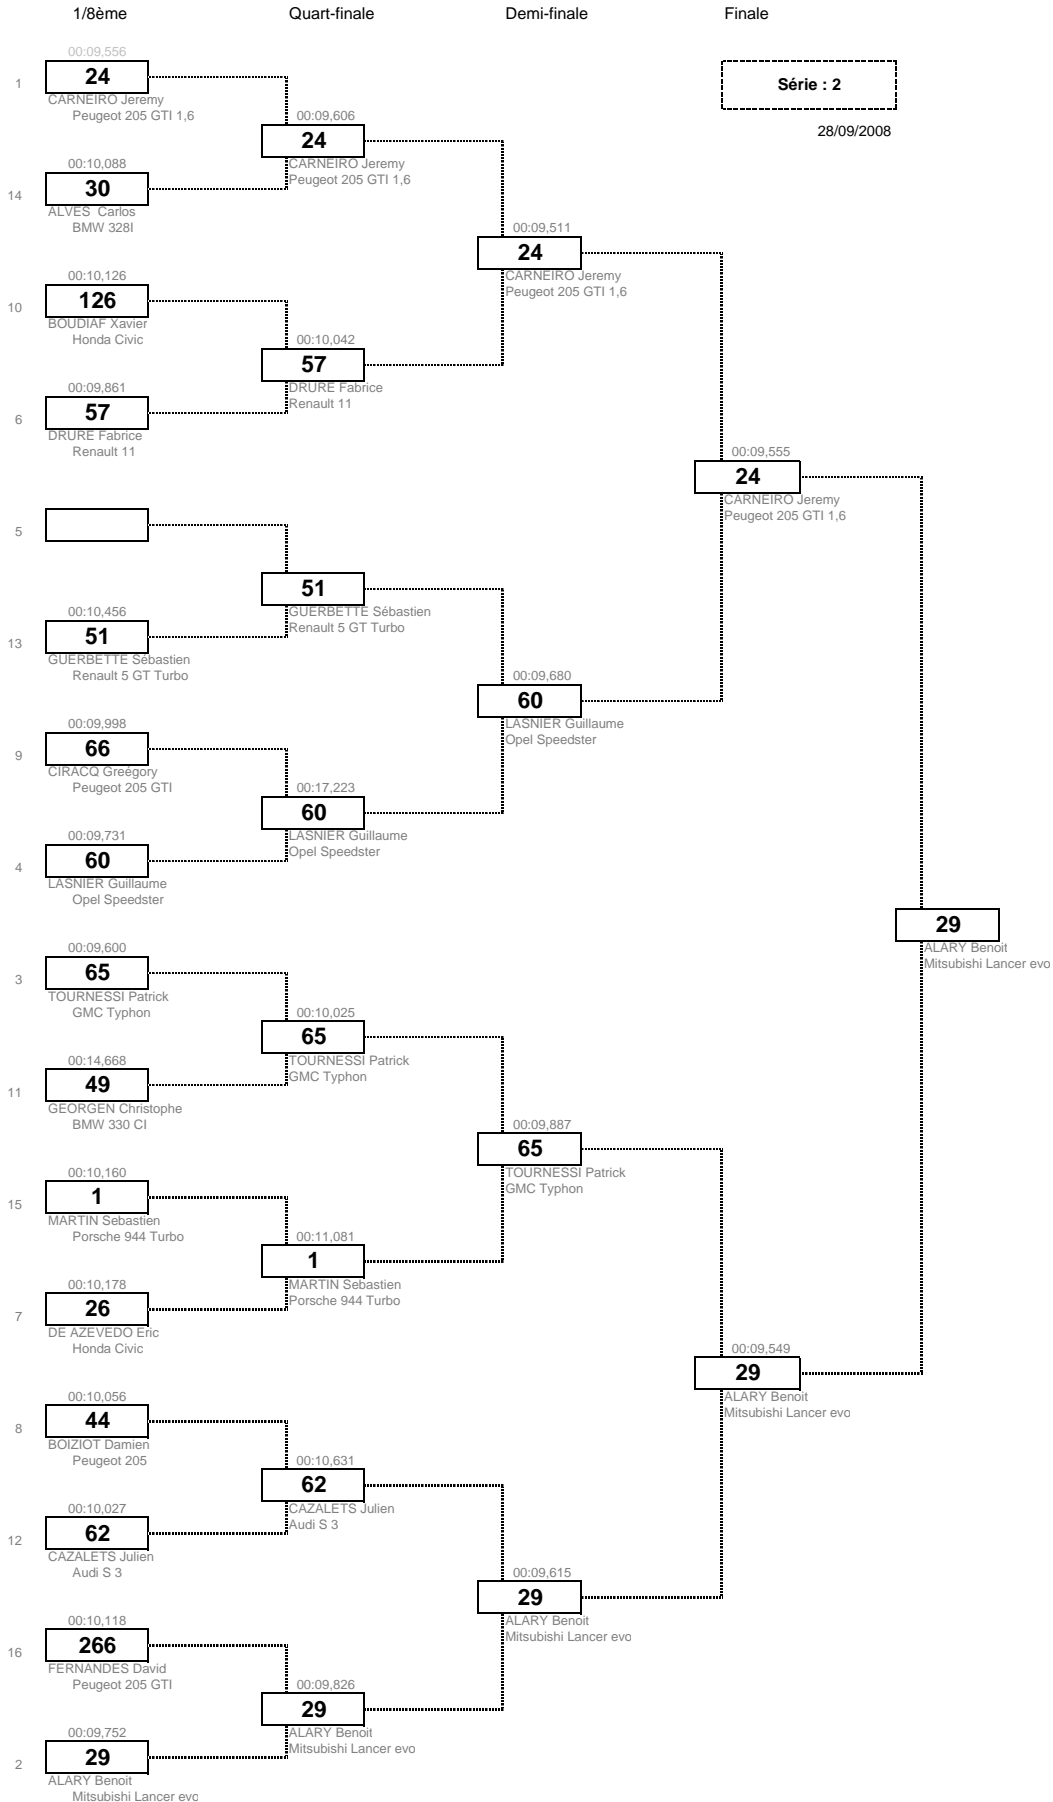 1/8ème Quart-finale Demi-finale Finale
Série : 2
28/09/2008
00:09,556
1 24
CARNEIRO Jeremy
Peugeot 205 GTI 1,6
00:10,088
14 30
ALVES Carlos
BMW 328I
00:10,126
10 126
BOUDIAF Xavier
Honda Civic
00:09,861
6 57
DRURE Fabrice
Renault 11
5
00:10,456
13 51
GUERBETTE Sébastien
Renault 5 GT Turbo
00:09,998
9 66
CIRACQ Greégory
Peugeot 205 GTI
00:09,731
4 60
LASNIER Guillaume
Opel Speedster
00:09,600
3 65
TOURNESSI Patrick
GMC Typhon
00:14,668
11 49
GEORGEN Christophe
BMW 330 CI
00:10,160
15 1
MARTIN Sebastien
Porsche 944 Turbo
00:10,178
7 26
DE AZEVEDO Eric
Honda Civic
00:10,056
8 44
BOIZIOT Damien
Peugeot 205
00:10,027
12 62
CAZALETS Julien
Audi S 3
00:10,118
16 266
FERNANDES David
Peugeot 205 GTI
00:09,752
2 29
ALARY Benoit
Mitsubishi Lancer evo
00:09,606
24
CARNEIRO Jeremy
Peugeot 205 GTI 1,6
00:10,042
57
DRURE Fabrice
Renault 11
51
GUERBETTE Sébastien
Renault 5 GT Turbo
00:17,223
60
LASNIER Guillaume
Opel Speedster
00:10,025
65
TOURNESSI Patrick
GMC Typhon
00:11,081
1
MARTIN Sebastien
Porsche 944 Turbo
00:10,631
62
CAZALETS Julien
Audi S 3
00:09,826
29
ALARY Benoit
Mitsubishi Lancer evo
00:09,511
24
CARNEIRO Jeremy
Peugeot 205 GTI 1,6
00:09,680
60
LASNIER Guillaume
Opel Speedster
00:09,887
65
TOURNESSI Patrick
GMC Typhon
00:09,615
29
ALARY Benoit
Mitsubishi Lancer evo
00:09,555
24
CARNEIRO Jeremy
Peugeot 205 GTI 1,6
00:09,549
29
ALARY Benoit
Mitsubishi Lancer evo
29
ALARY Benoit
Mitsubishi Lancer evo